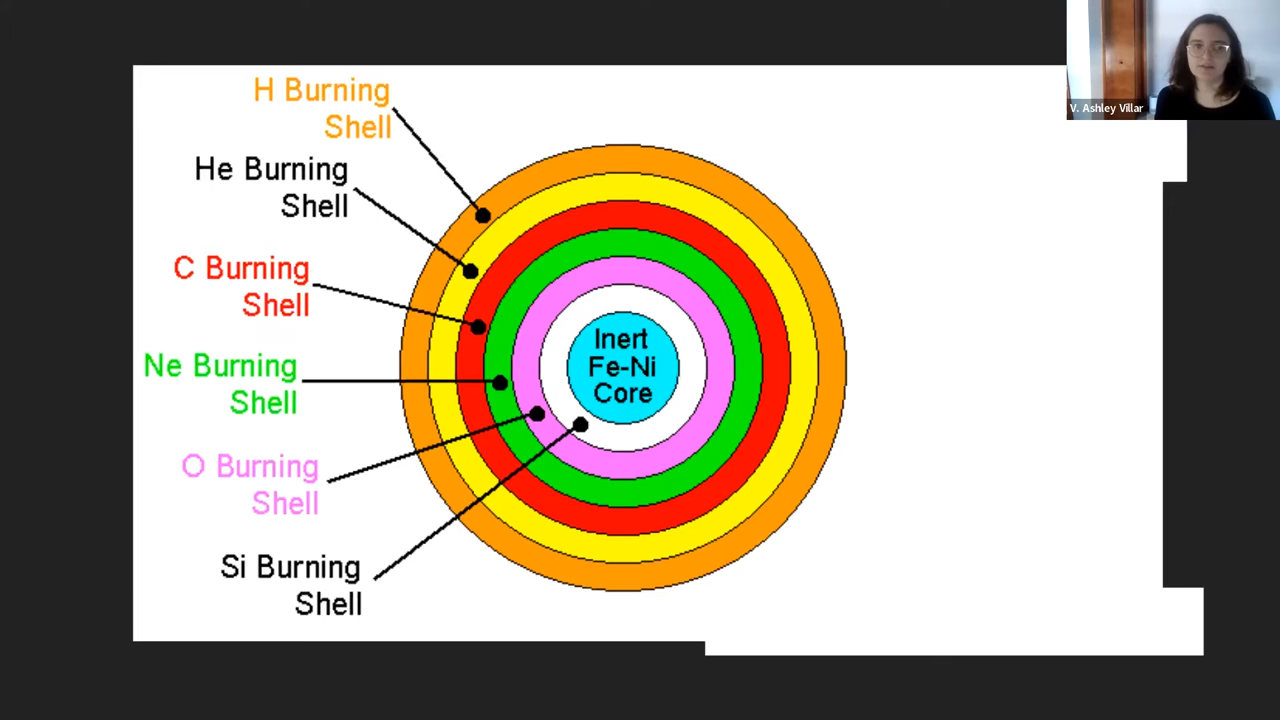 H Burning
Shell
He Burning
Shell
C Burning
Shell
Ne Burning
Shell
O Burning
Shell
Si Burning
Shell
Inert
Fe-Ni
Core
V. Ashley Villar